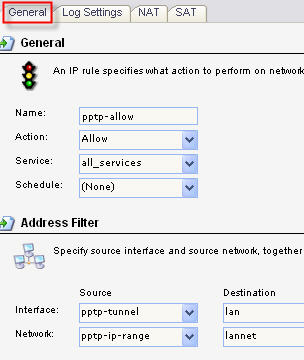 General Log Settings NAT SAT
General
An IP rule specifies what action to perform on network
Name: pptp-allow
Action: Allow
Service: all_services
Schedule: (None)
Address Filter
Specify source interface and source network, together
Source Destination
Interface: pptp-tunnel lan
Network: pptp-ip-range lannet